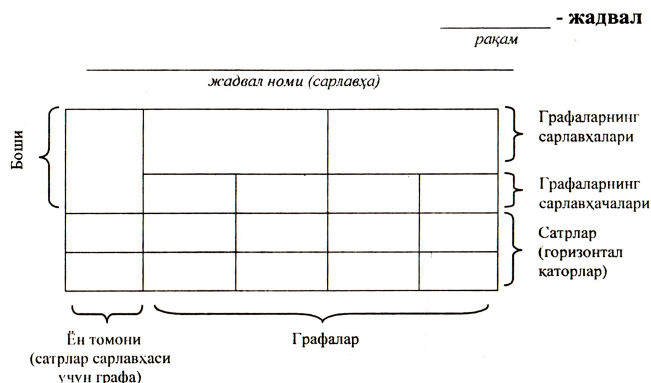 - жадвал
рақам
жадвал номи (сарлавҳа)
Боши
Графаларнинг
сарлавхалари
Графаларнинг
сарлавҳачалари
Сатрлар
(горизонтал
қаторлар)
Ён томони
(сатрлар сарлавҳаси
учун графа)
Графалар